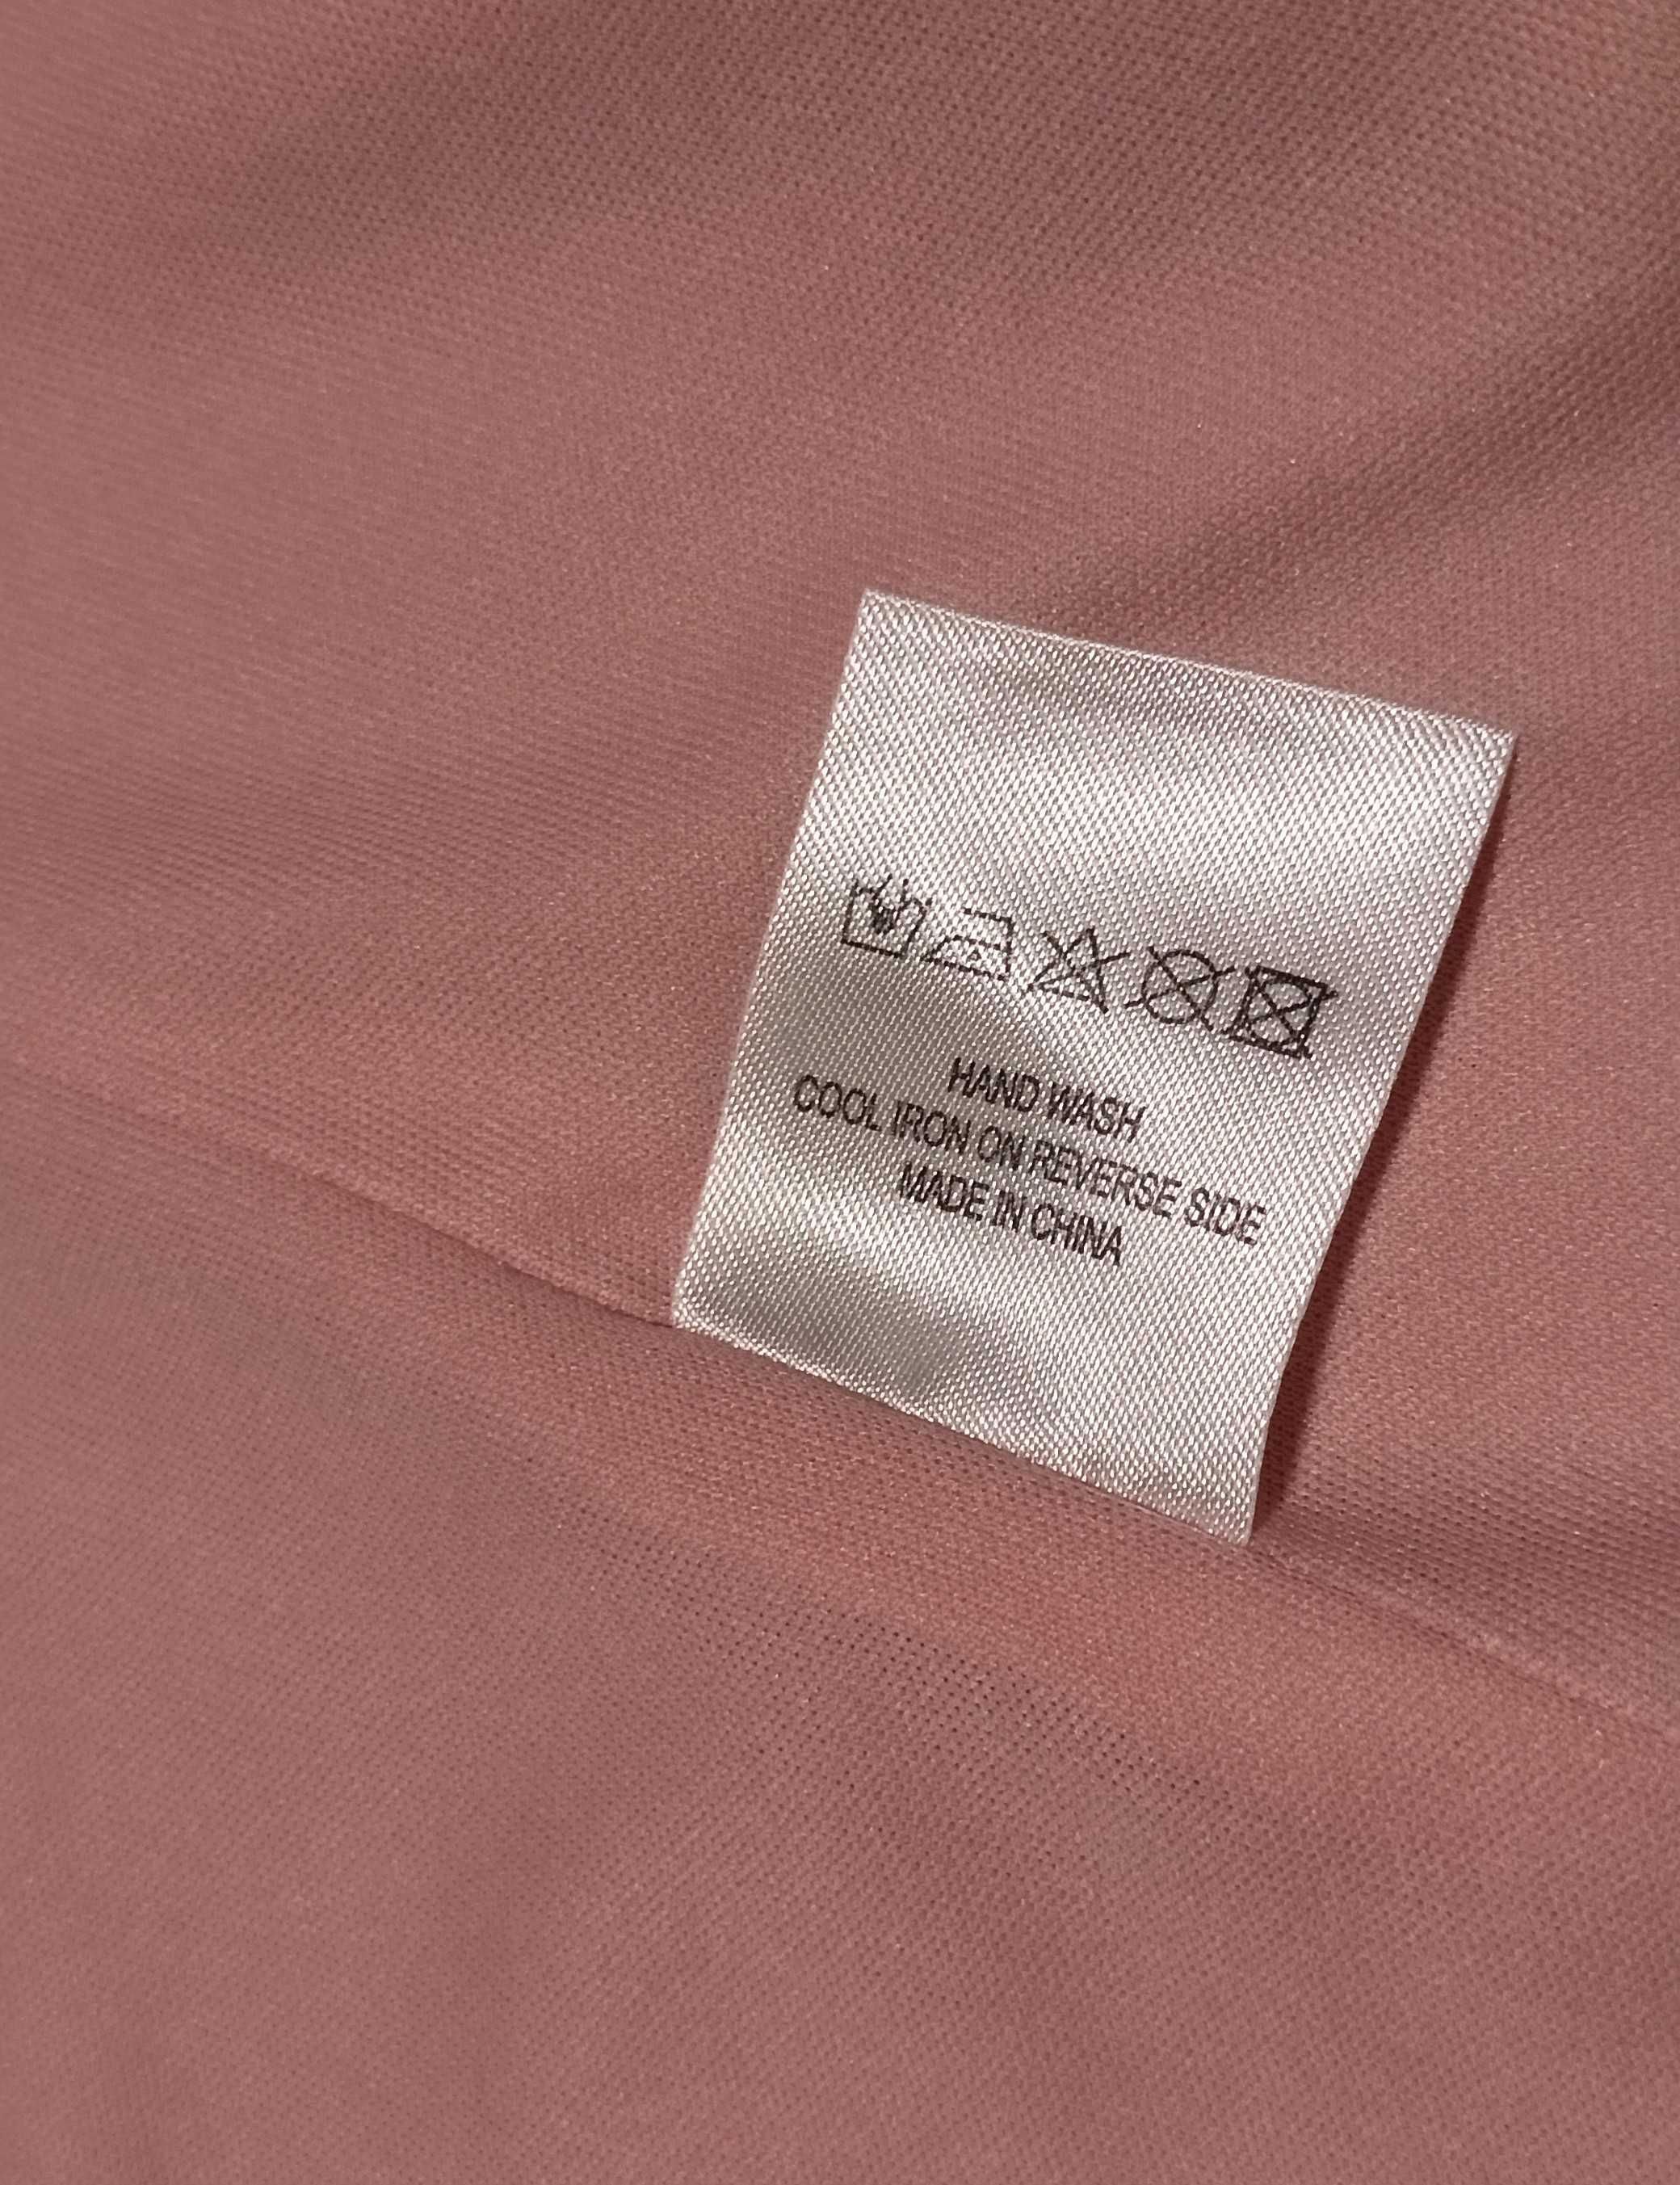 HAND WASH
COOL IRON ON REVERSE SIDE
MADE IN CHINA